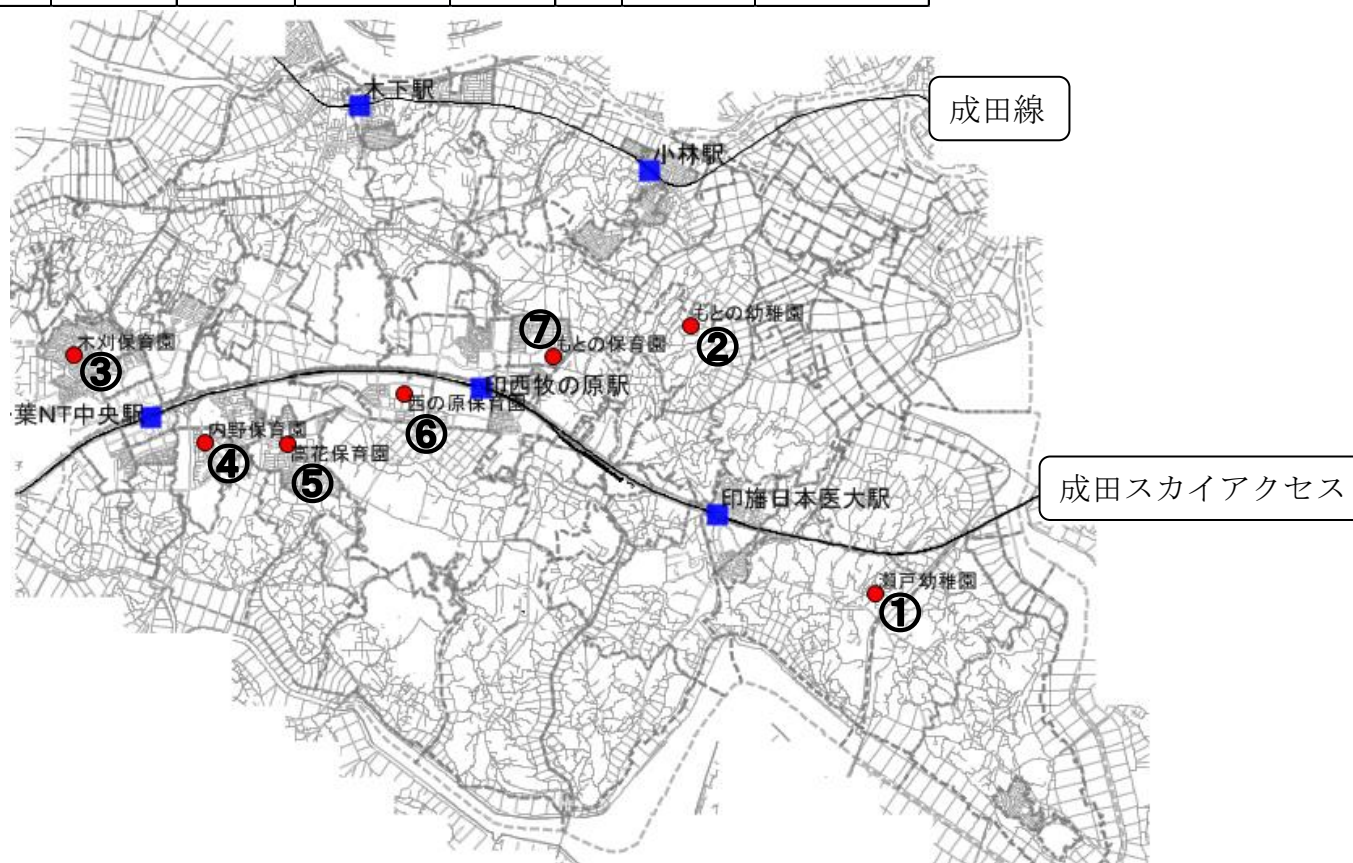 木下駅
成田線
小林駅
もとの幼稚園
②
⑦
もとの保育園
木刈保育園
③
印西牧の原駅
西の原保育園
⑥
葉NT中央駅
内野保育園
④
高花保育園
⑤
成田スカイアクセス
印旛日本医大駅
瀬戸幼稚園
①